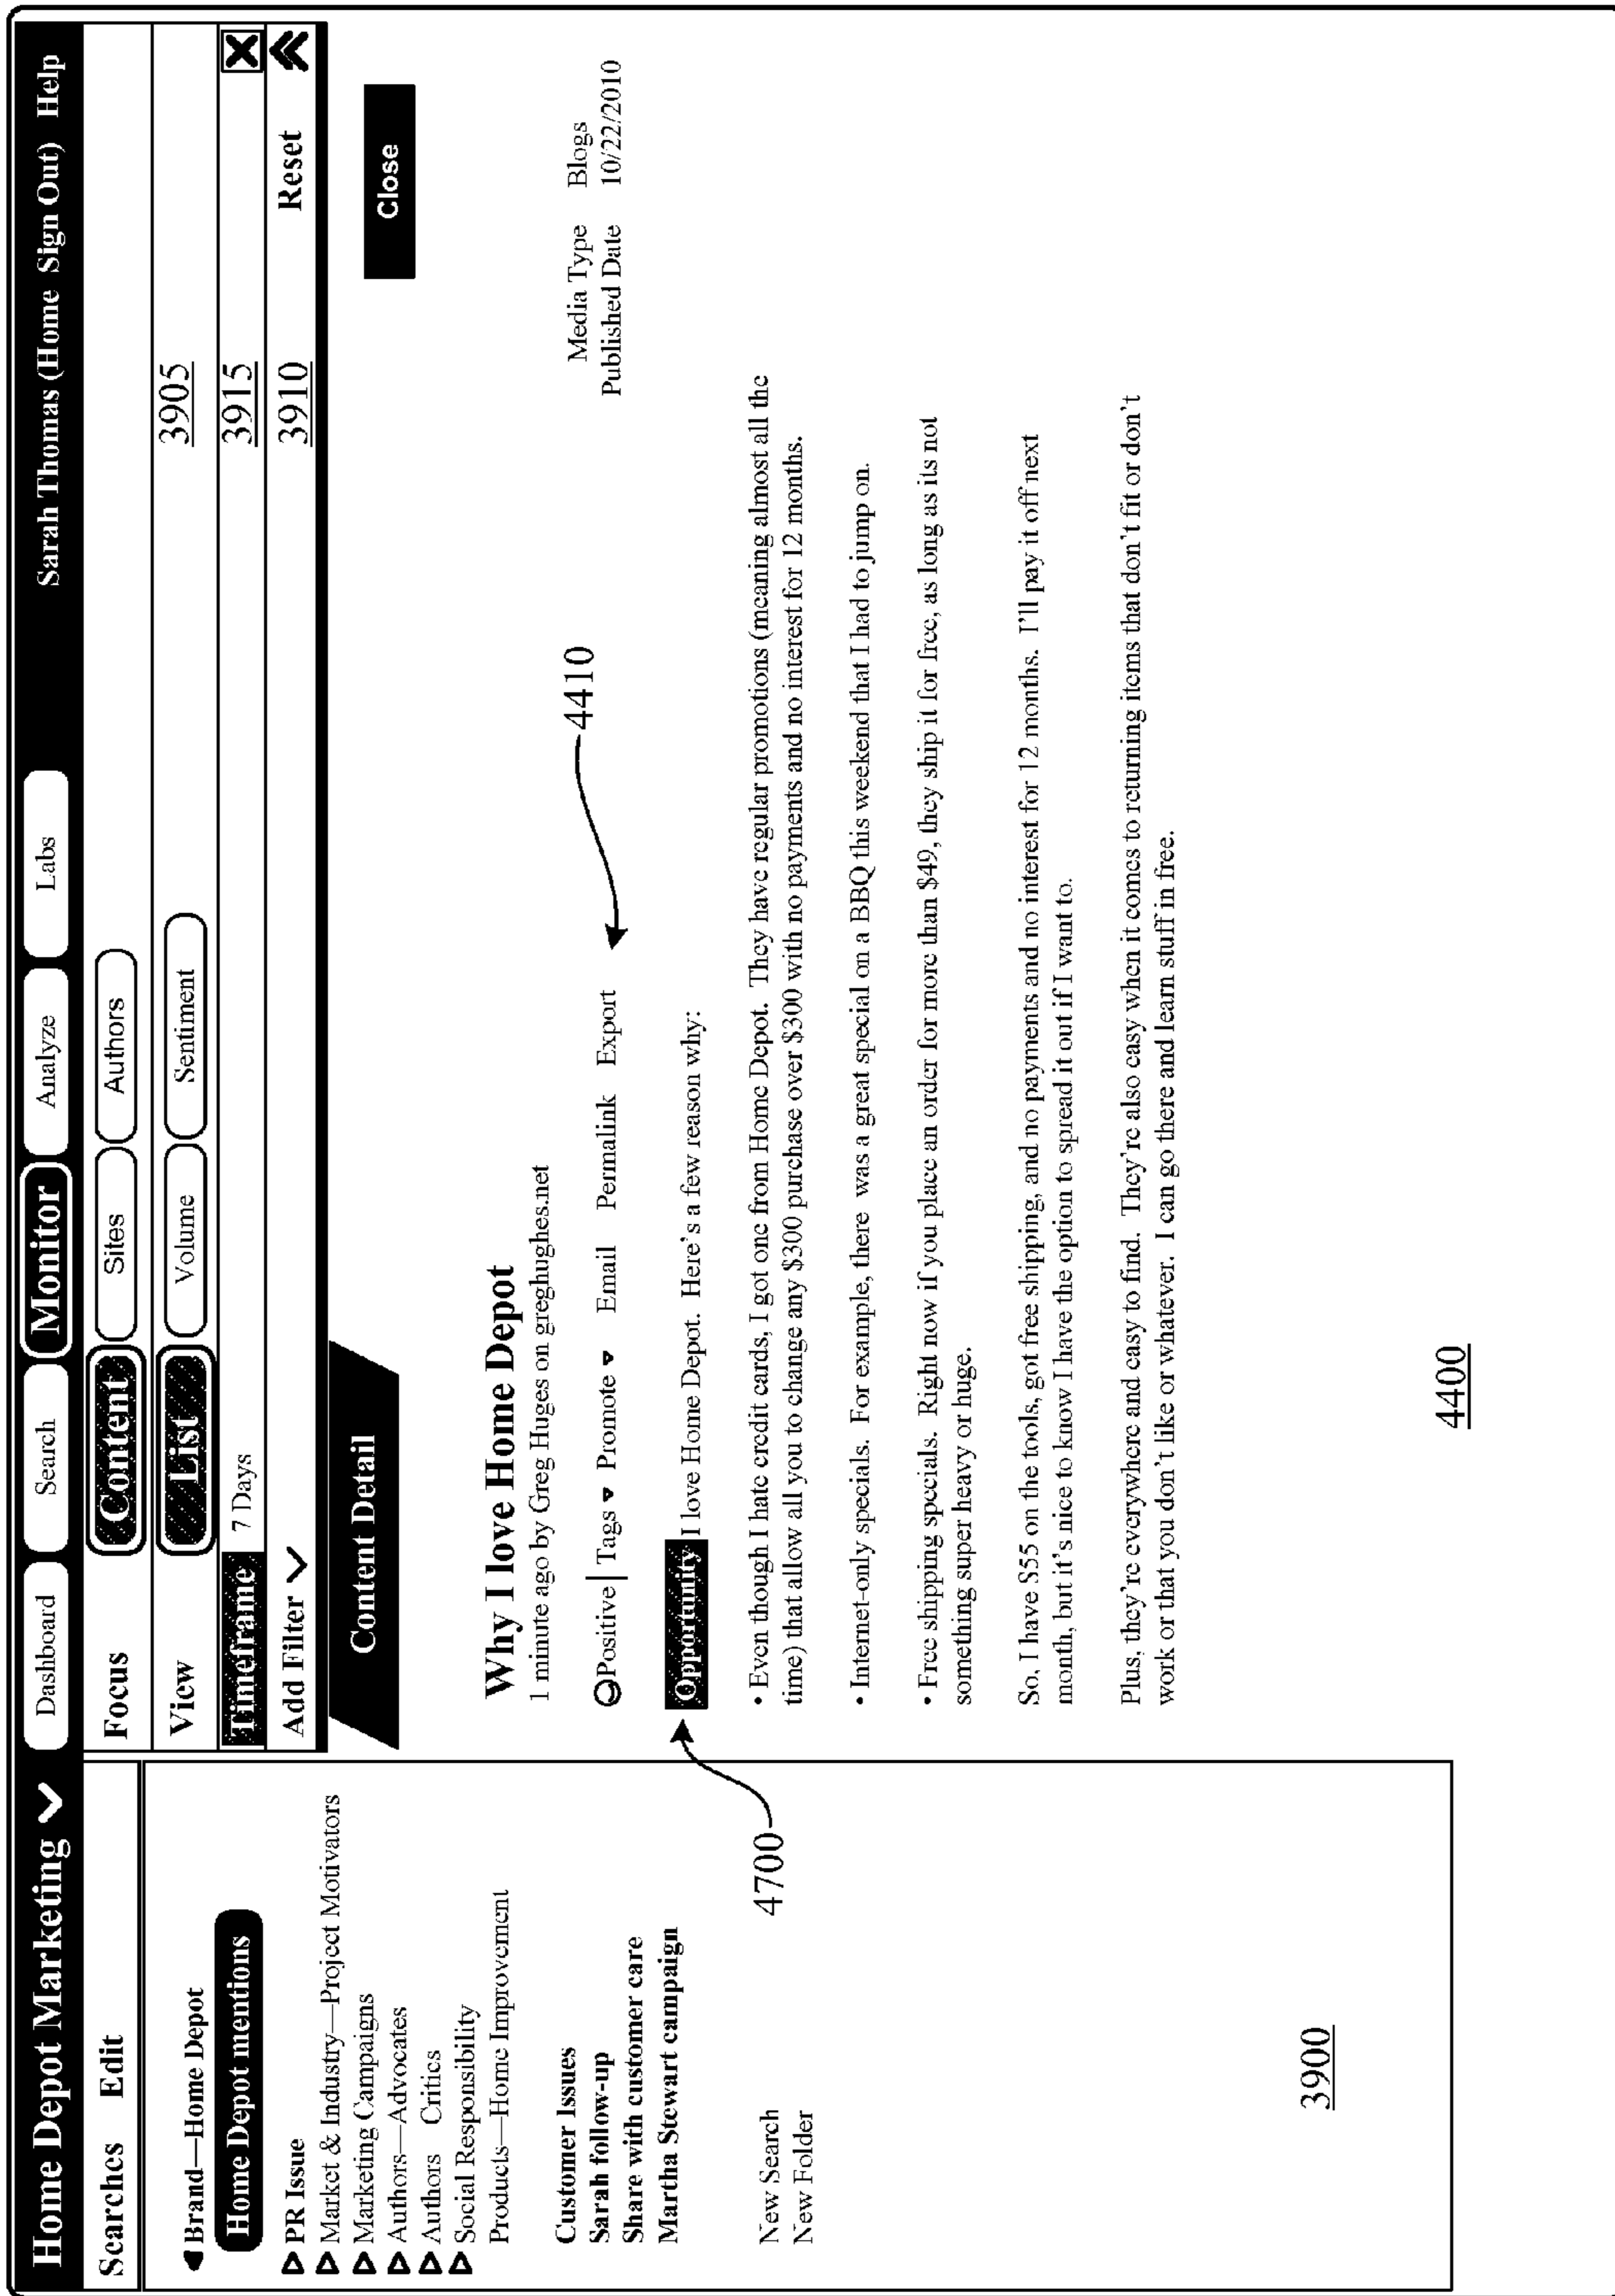 Home Depot Marketing
Dashboard
Search
Monitor
Analyze
Labs
Sarah Thomas (Home Sign Out) Help
Searches Edit
Brand—Home Depot
Home Depot mentions
PR Issue
Market & Industry—Project Motivators
Marketing Campaigns
Authors—Advocates
Authors Critics
Social Responsibility
Products—Home Improvement
Customer Issues
Sarah follow-up
Share with customer care
Martha Stewart campaign
New Search
New Folder
3900
Focus
Content
Sites
Authors
View
List
Volume
Sentiment
3905
Timeframe 7 Days
3915
Add Filter
3910
Reset
Content Detail
Close
Why I love Home Depot
1 minute ago by Greg Huges on greghughes.net
Positive | Tags Promote Email Permalink Export
4410
Media Type Blogs
Published Date 10/22/2010
4700
Opportunity I love Home Depot. Here's a few reason why:
• Even though I hate credit cards, I got one from Home Depot. They have regular promotions (meaning almost all the
time) that allow all you to change any $300 purchase over $300 with no payments and no interest for 12 months.
• Internet-only specials. For example, there was a great special on a BBQ this weekend that I had to jump on.
• Free shipping specials. Right now if you place an order for more than $49, they ship it for free, as long as its not
something super heavy or huge.
So, I have $55 on the tools, got free shipping, and no payments and no interest for 12 months. I'll pay it off next
month, but it's nice to know I have the option to spread it out if I want to.
Plus, they're everywhere and easy to find. They're also easy when it comes to returning items that don't fit or don't
work or that you don't like or whatever. I can go there and learn stuff in free.
4400